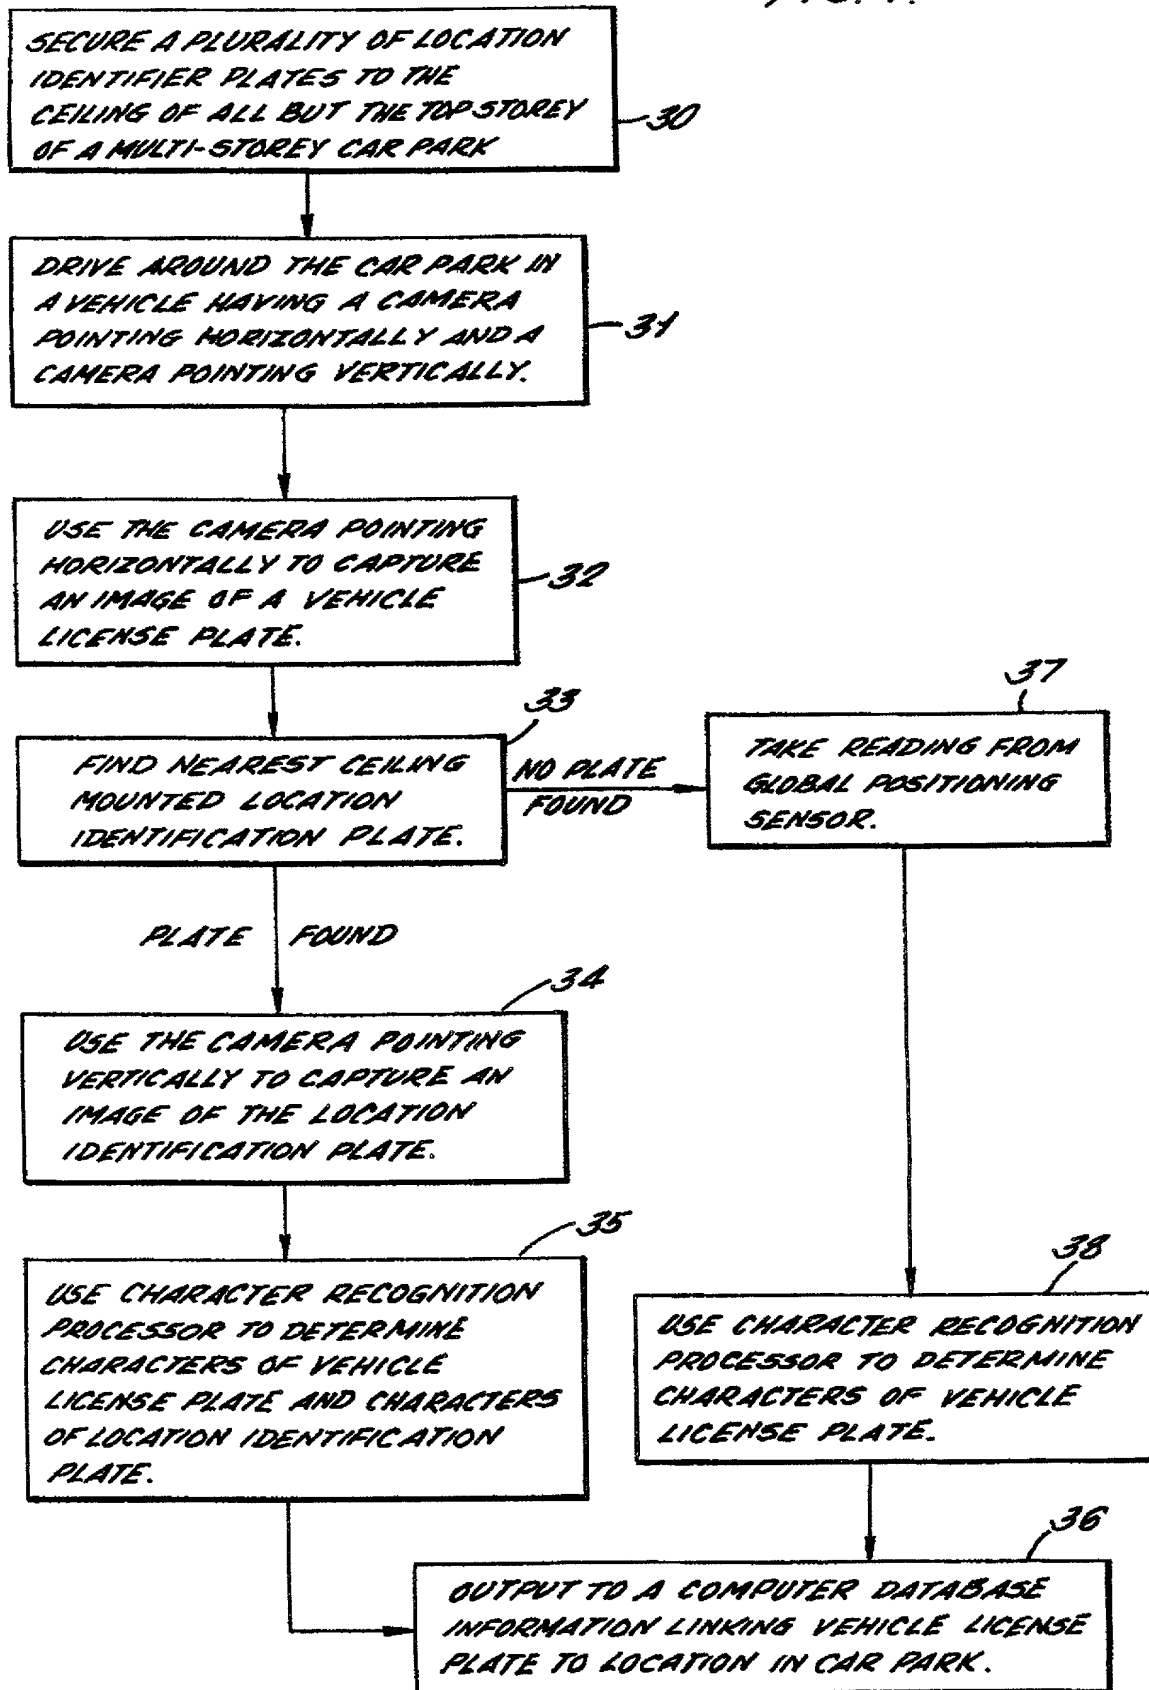 SECURE A PLURALITY OF LOCATION
IDENTIFIER PLATES TO THE
CEILING OF ALL BUT THE TOP STOREY
OF A MULTI-STOREY CAR PARK
30
DRIVE AROUND THE CAR PARK IN
A VEHICLE HAVING A CAMERA
POINTING HORIZONTALLY AND A
CAMERA POINTING VERTICALLY.
31
USE THE CAMERA POINTING
HORIZONTALLY TO CAPTURE
AN IMAGE OF A VEHICLE
LICENSE PLATE.
32
33
FIND NEAREST CEILING
MOUNTED LOCATION
IDENTIFICATION PLATE.
NO PLATE
FOUND
37
TAKE READING FROM
GLOBAL POSITIONING
SENSOR.
PLATE FOUND
34
USE THE CAMERA POINTING
VERTICALLY TO CAPTURE AN
IMAGE OF THE LOCATION
IDENTIFICATION PLATE.
35
USE CHARACTER RECOGNITION
PROCESSOR TO DETERMINE
CHARACTERS OF VEHICLE
LICENSE PLATE AND CHARACTERS
OF LOCATION IDENTIFICATION
PLATE.
38
USE CHARACTER RECOGNITION
PROCESSOR TO DETERMINE
CHARACTERS OF VEHICLE
LICENSE PLATE.
36
OUTPUT TO A COMPUTER DATABASE
INFORMATION LINKING VEHICLE LICENSE
PLATE TO LOCATION IN CAR PARK.